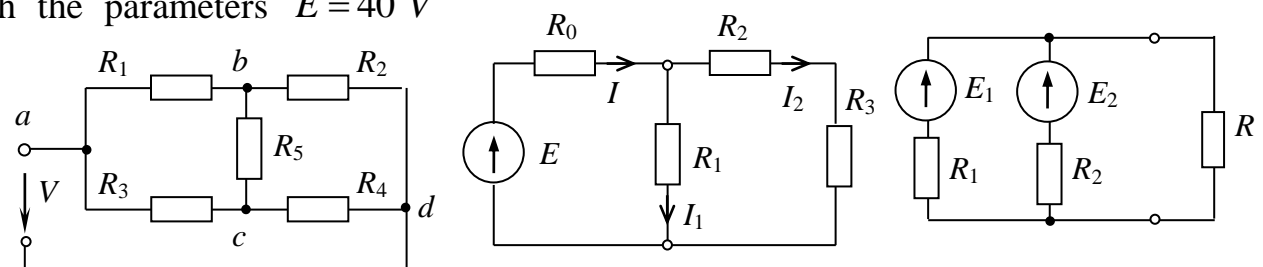 h the parameters E = 40 V
R₁ b R₂
a
R₅
V R₃ R₄
d
c
R₀ R₂
I I₂ R₃
E R₁
I₁
E₁ E₂
R
R₁ R₂